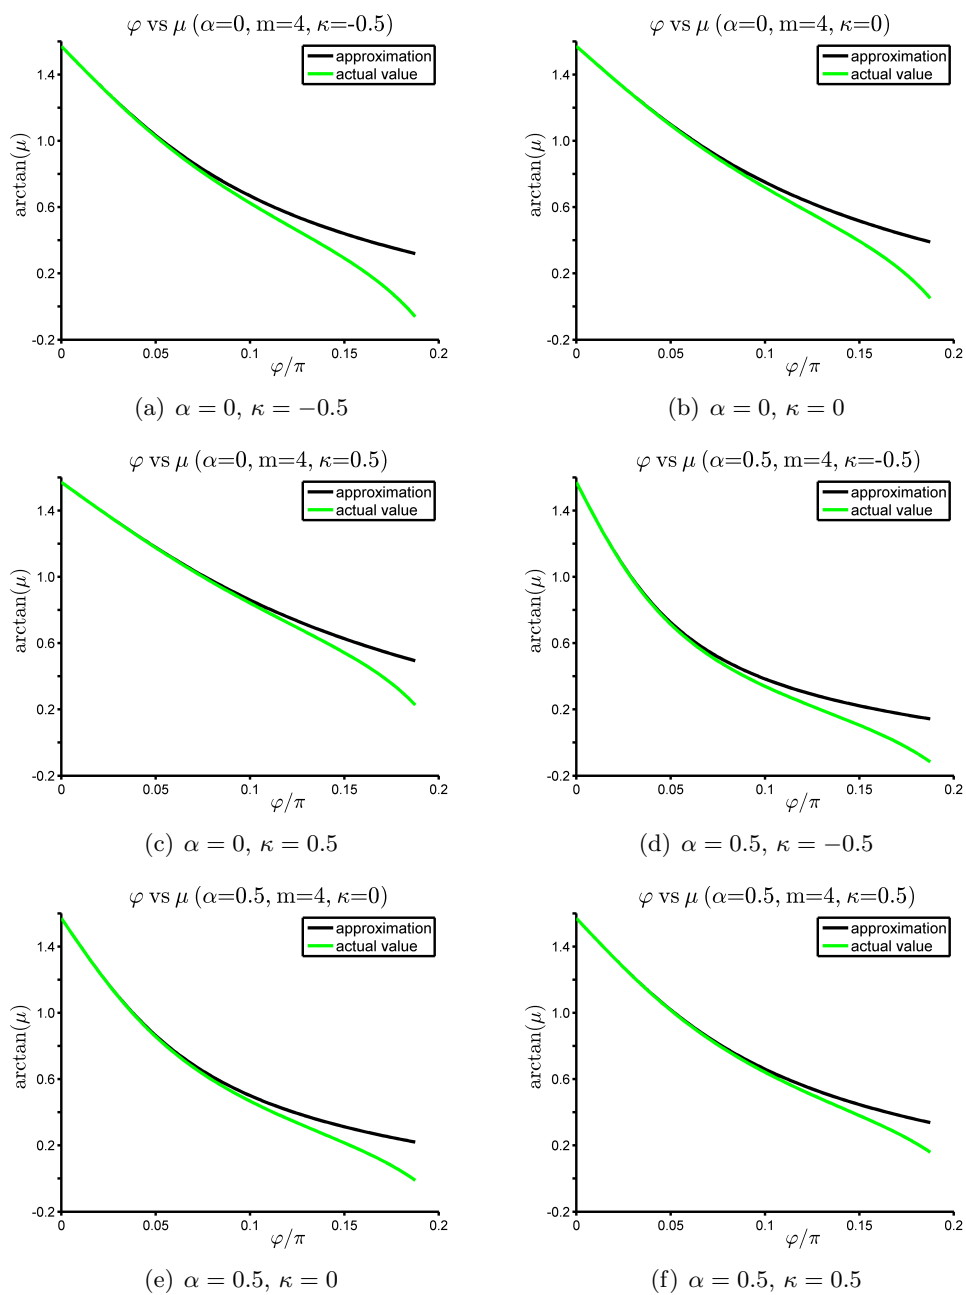 φ vs μ (α=0, m=4, κ=-0.5)
approximation
actual value
arctan(μ)
1.4
1.0
0.6
0.2
-0.2
0 0.05 0.1 0.15 0.2
φ/π
(a) α = 0, κ = −0.5
φ vs μ (α=0, m=4, κ=0)
approximation
actual value
arctan(μ)
1.4
1.0
0.6
0.2
-0.2
0 0.05 0.1 0.15 0.2
φ/π
(b) α = 0, κ = 0
φ vs μ (α=0, m=4, κ=0.5)
approximation
actual value
arctan(μ)
1.4
1.0
0.6
0.2
-0.2
0 0.05 0.1 0.15 0.2
φ/π
(c) α = 0, κ = 0.5
φ vs μ (α=0.5, m=4, κ=-0.5)
approximation
actual value
arctan(μ)
1.4
1.0
0.6
0.2
-0.2
0 0.05 0.1 0.15 0.2
φ/π
(d) α = 0.5, κ = −0.5
φ vs μ (α=0.5, m=4, κ=0)
approximation
actual value
arctan(μ)
1.4
1.0
0.6
0.2
-0.2
0 0.05 0.1 0.15 0.2
φ/π
(e) α = 0.5, κ = 0
φ vs μ (α=0.5, m=4, κ=0.5)
approximation
actual value
arctan(μ)
1.4
1.0
0.6
0.2
-0.2
0 0.05 0.1 0.15 0.2
φ/π
(f) α = 0.5, κ = 0.5